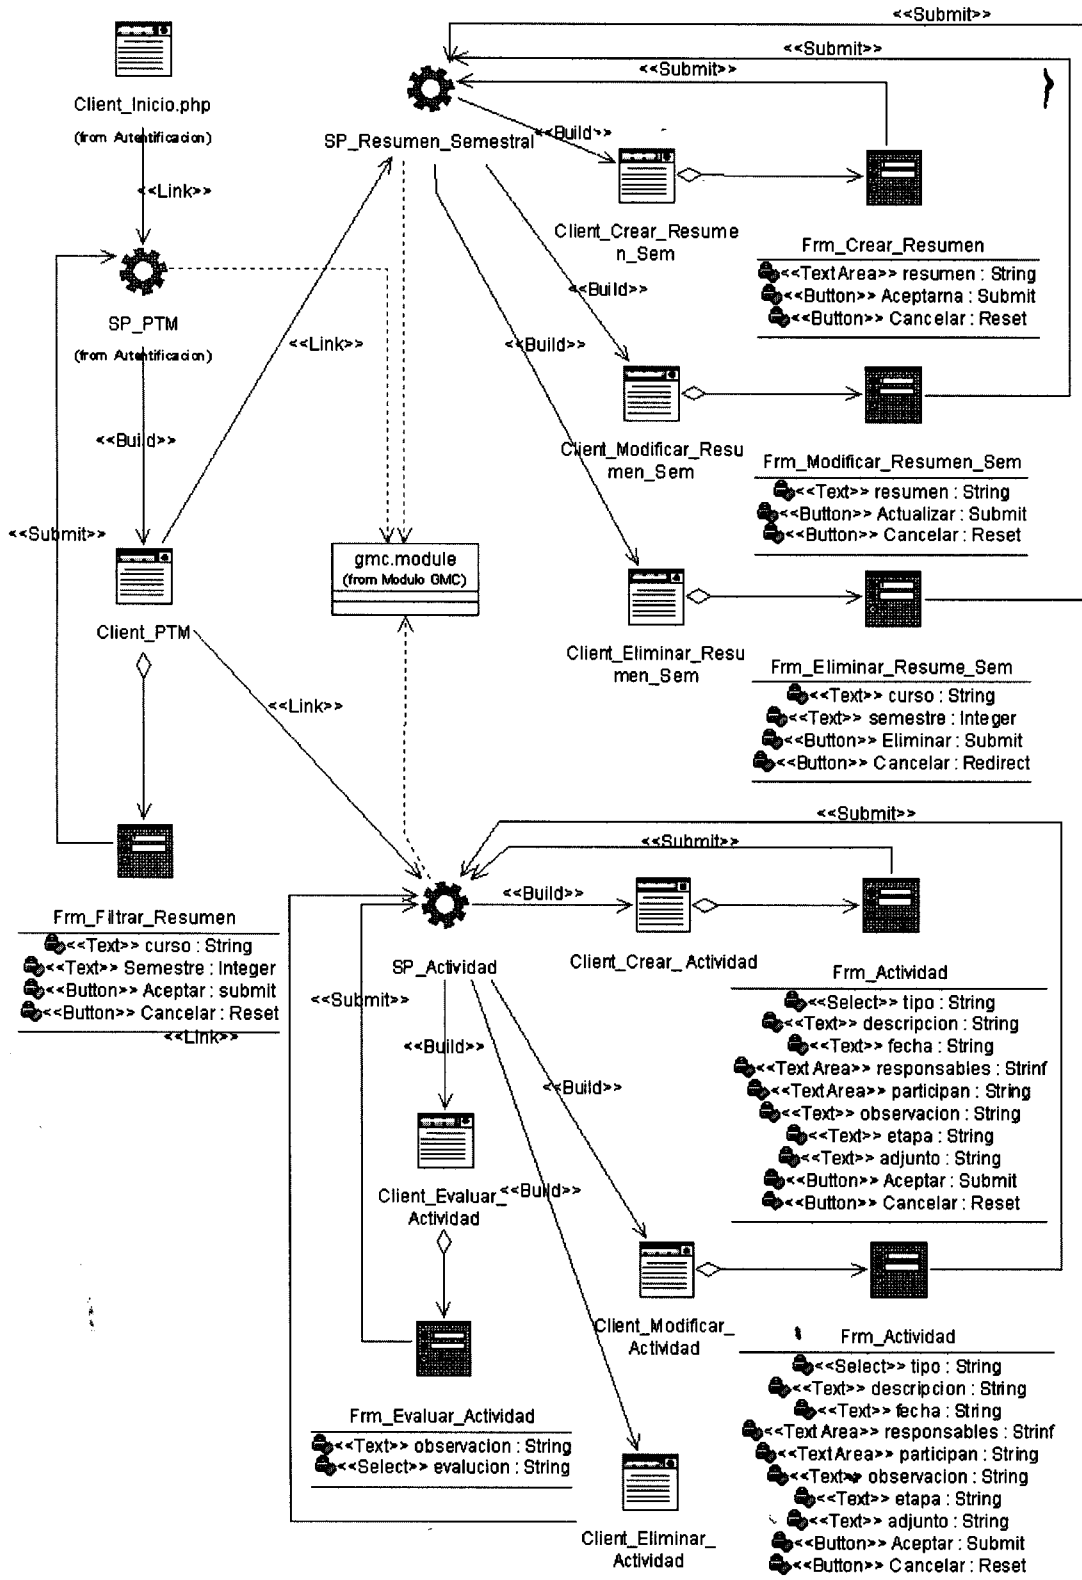 <<Submit>>
<<Submit>>
<<Submit>>
Client_Inicio.php
(from Autentificacion)
<<Link>>
SP_Resumen_Semestral
<<Build>>
Client_Crear_Resume
n_Sem
Frm_Crear_Resumen
<<TextArea>> resumen : String
<<Button>> Aceptarna : Submit
<<Button>> Cancelar : Reset
SP_PTM
(from Autentificacion)
<<Link>>
<<Build>>
<<Build>>
<<Build>>
Client_Modificar_Resu
men_Sem
Frm_Modificar_Resumen_Sem
<<Text>> resumen : String
<<Button>> Actualizar : Submit
<<Button>> Cancelar : Reset
<<Submit>>
gmc.module
(from Modulo GMC)
Client_PTM
Client_Eliminar_Resu
men_Sem
Frm_Eliminar_Resume_Sem
<<Text>> curso : String
<<Text>> semestre : Integer
<<Button>> Eliminar : Submit
<<Button>> Cancelar : Redirect
<<Link>>
<<Submit>>
<<Submit>>
<<Build>>
Frm_Filtrar_Resumen
<<Text>> curso : String
<<Text>> Semestre : Integer
<<Button>> Aceptar : submit
<<Button>> Cancelar : Reset
<<Link>>
SP_Actividad
Client_Crear_ Actividad
Frm_Actividad
<<Select>> tipo : String
<<Text>> descripcion : String
<<Text>> fecha : String
<<TextArea>> responsables : Strinf
<<TextArea>> participan : String
<<Text>> observacion : String
<<Text>> etapa : String
<<Text>> adjunto : String
<<Button>> Aceptar : Submit
<<Button>> Cancelar : Reset
<<Submit>>
<<Build>>
<<Build>>
Client_Evaluar_
Actividad
<<Build>>
Client_Modificar_
Actividad
Frm_Actividad
<<Select>> tipo : String
<<Text>> descripcion : String
<<Text>> fecha : String
<<TextArea>> responsables : Strinf
<<TextArea>> participan : String
<<Text>> observacion : String
<<Text>> etapa : String
<<Text>> adjunto : String
<<Button>> Aceptar : Submit
<<Button>> Cancelar : Reset
Frm_Evaluar_Actividad
<<Text>> observacion : String
<<Select>> evalucion : String
Client_Eliminar_
Actividad